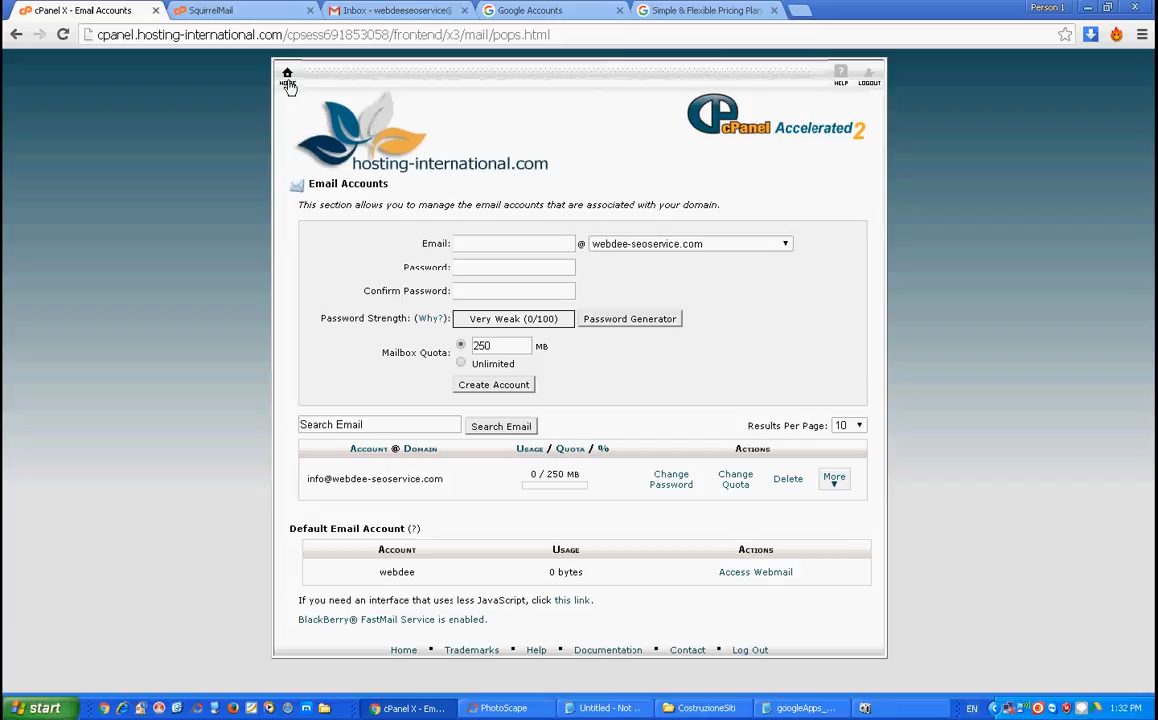 cPanel X - Email Accounts
SquirrelMail
Inbox - webdeeseoservice@
Google Accounts
Simple & Flexible Pricing Plan
Person 1
cpanel.hosting-international.com/cpsess691853058/frontend/x3/mail/pops.html
HELP LOGOUT
cPanel Accelerated2
hosting-international.com
Email Accounts
This section allows you to manage the email accounts that are associated with your domain.
Email: @ webdee-seoservice.com
Password:
Confirm Password:
Password Strength: (Why?): Very Weak (0/100) Password Generator
Mailbox Quota: 250 MB
Unlimited
Create Account
Search Email Search Email Results Per Page: 10
Account @ Domain Usage / Quota / % Actions
info@webdee-seoservice.com 0 / 250 MB Change Password Change Quota Delete More
Default Email Account (?)
Account Usage Actions
webdee 0 bytes Access Webmail
If you need an interface that uses less JavaScript, click this link.
BlackBerry® FastMail Service is enabled.
Home Trademarks Help Documentation Contact Log Out
start cPanel X - Em... PhotoScape Untitled - Not ... CostruzioneSiti googleApps_... EN 1:32 PM